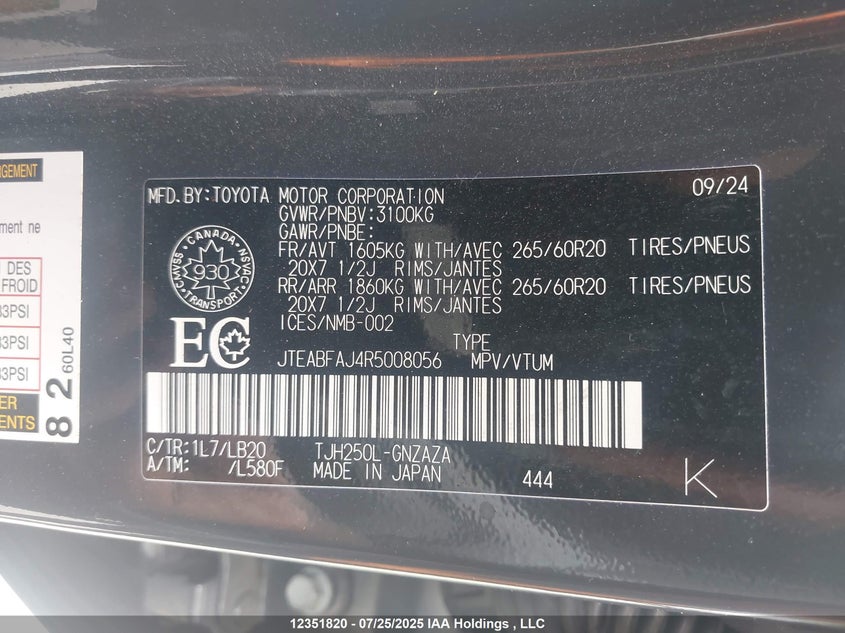 GEMENT
ment ne
DES
FROID
3PSI
3PSI
3PSI
ER
ENTS
82
60L40
MFD.BY:TOYOTA MOTOR CORPORATION 09/24
GVWR/PNBV:3100KG
GAWR/PNBE:
FR/AVT 1605KG WITH/AVEC 265/60R20 TIRES/PNEUS
20X7 1/2J RIMS/JANTES
RR/ARR 1860KG WITH/AVEC 265/60R20 TIRES/PNEUS
20X7 1/2J RIMS/JANTES
ICES/NMB-002
CANADA
CMVSS 930 NSVAC
TRANSPORT
EC
TYPE
JTEABFAJ4R5008056 MPV/VTUM
C/TR:1L7/LB20 TJH250L-GNZAZA
A/TM: /L580F MADE IN JAPAN 444 K
12351820 - 07/25/2025 IAA Holdings , LLC